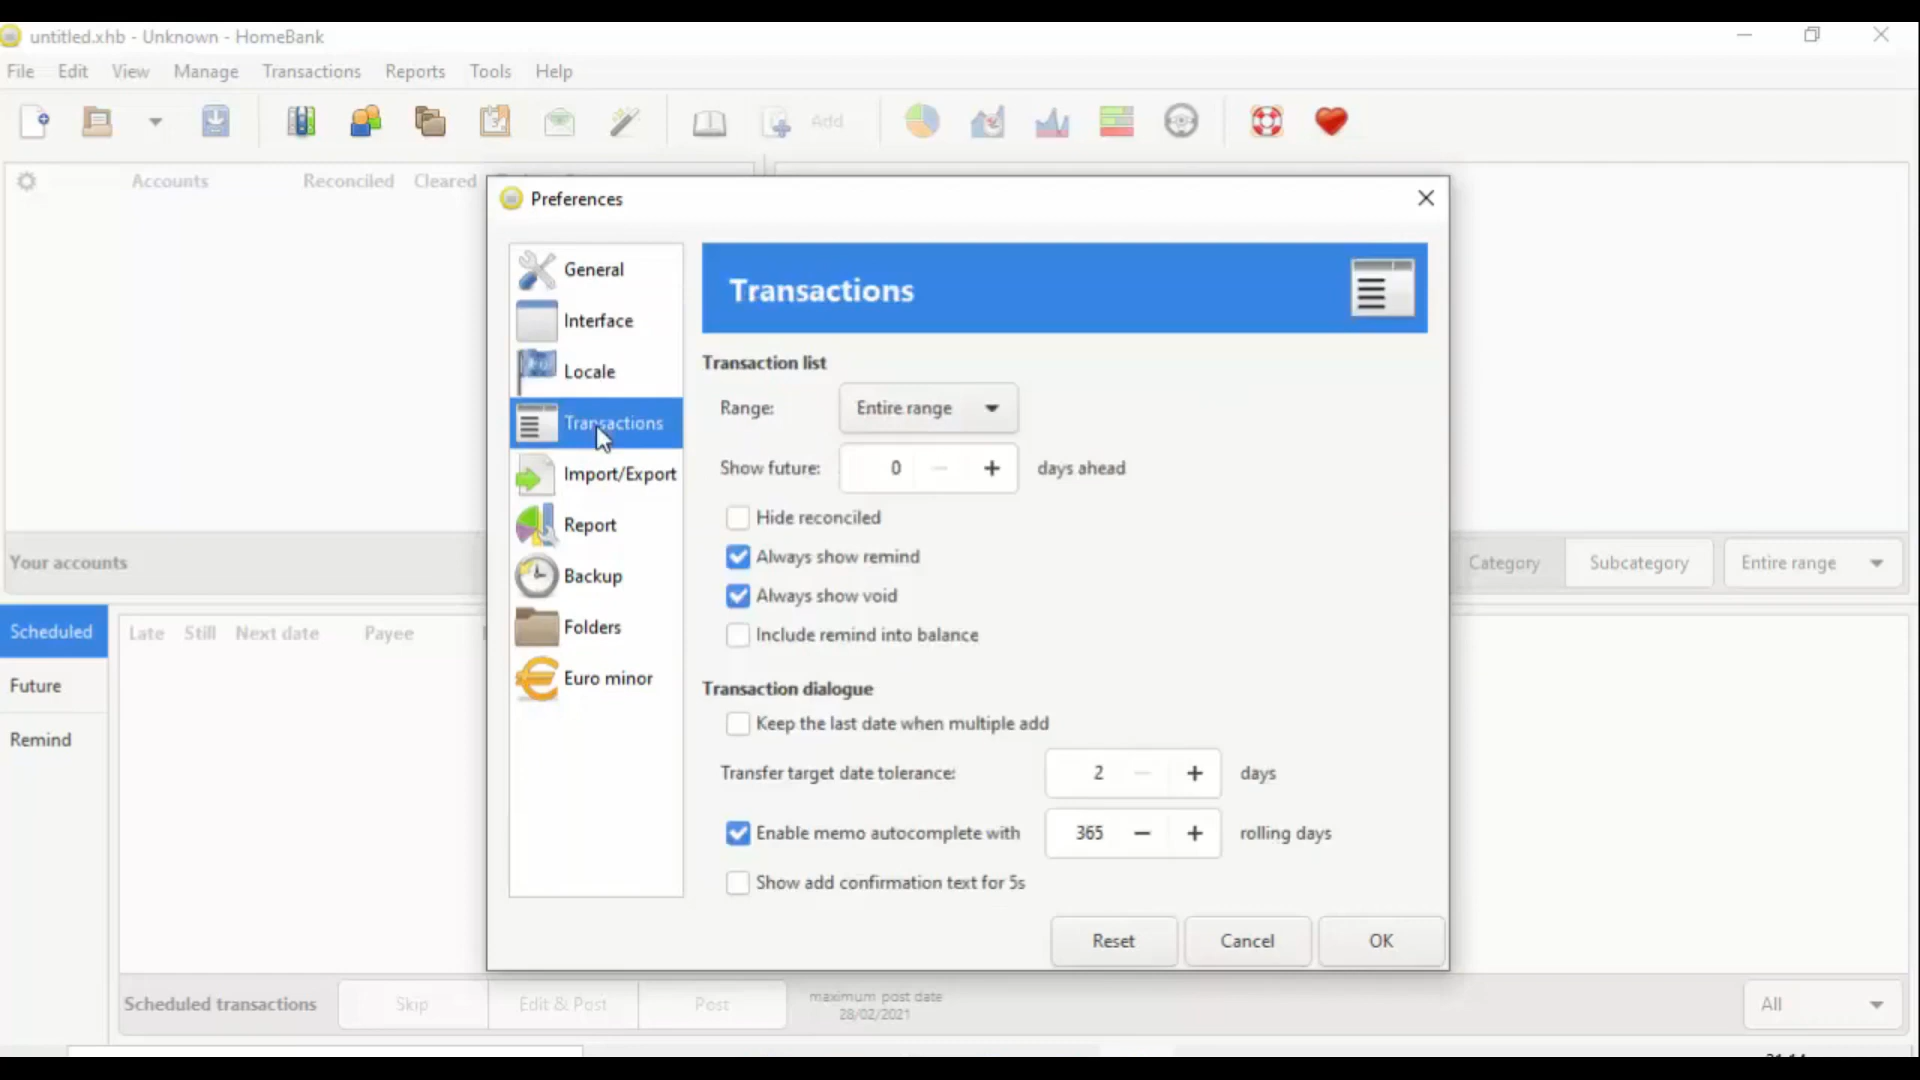 untitled.xhb - Unknown - HomeBank
File Edit View Manage Transactions Reports Tools Help
Add
Accounts Reconciled Cleared
Preferences
General
Interface
Locale
Transactions
Import/Export
Report
Backup
Folders
Euro minor
Transactions
Transaction list
Range: Entire range
Show future: 0 days ahead
Hide reconciled
Always show remind
Always show void
Include remind into balance
Transaction dialogue
Keep the last date when multiple add
Transfer target date tolerance: 2 days
Enable memo autocomplete with 365 rolling days
Show add confirmation text for 5s
Reset Cancel OK
Your accounts
Category Subcategory Entire range
Scheduled
Future
Remind
Late Still Next date Payee
Scheduled transactions Skip Edit & Post Post
maximum post date
28/02/2021
All